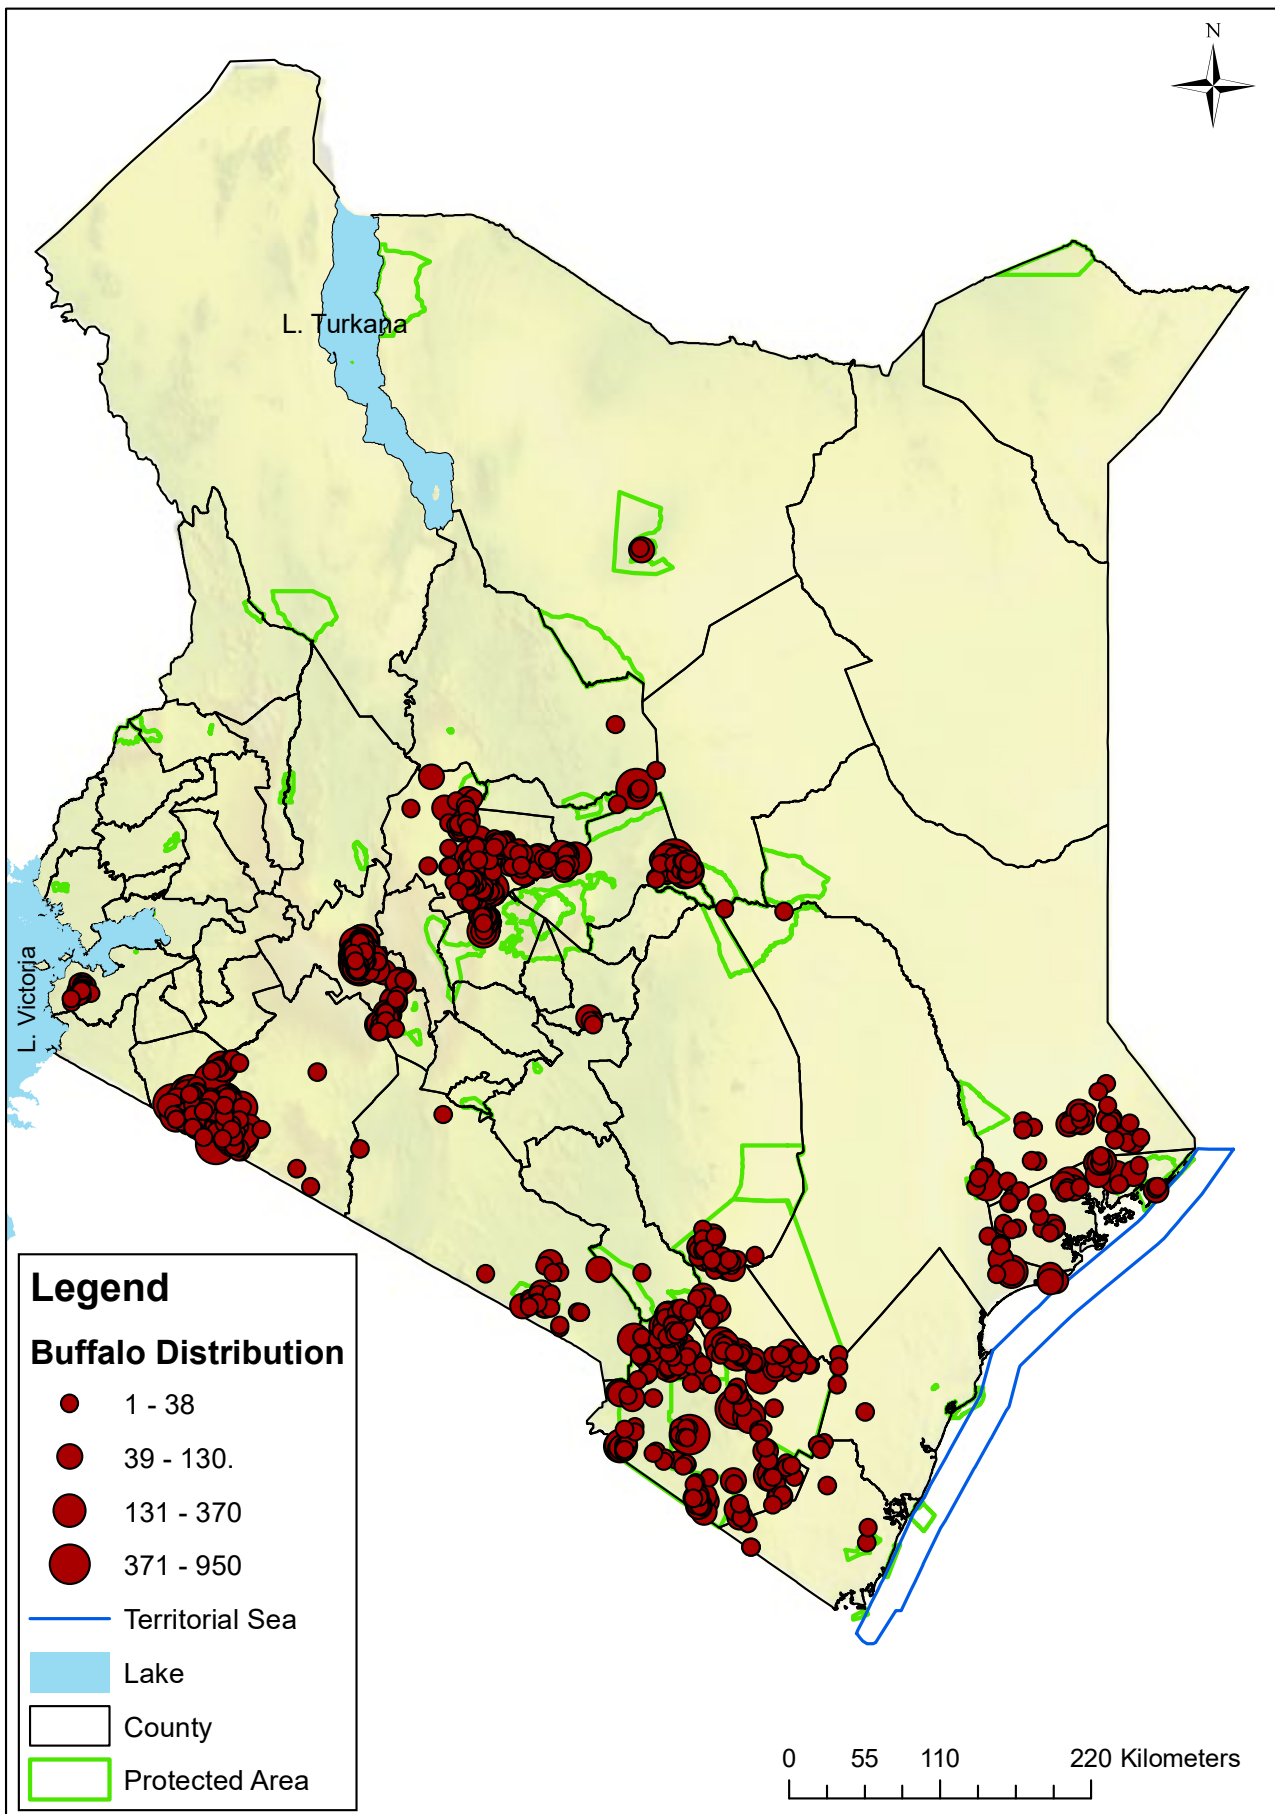 N
L. Turkana
L. Victoria
Legend
Buffalo Distribution
1 - 38
39 - 130.
131 - 370
371 - 950
Territorial Sea
Lake
County
Protected Area
0 55 110 220 Kilometers